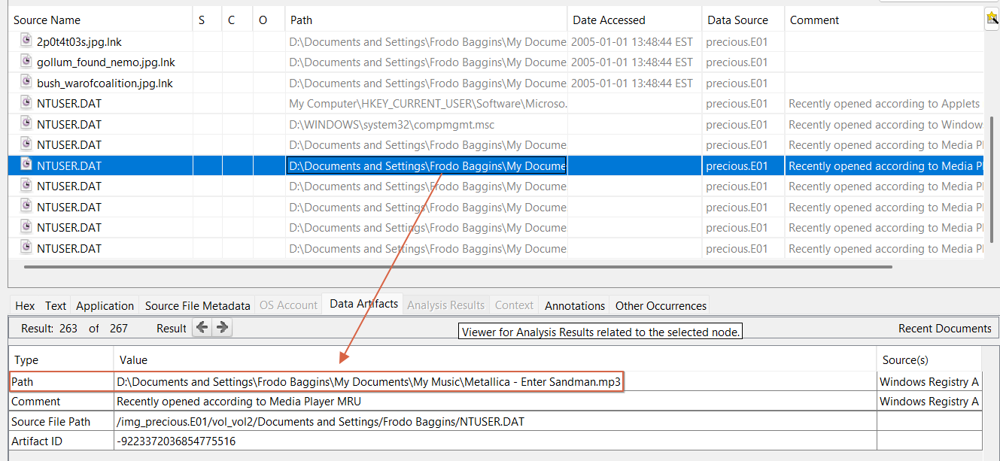 Source Name S C O Path Date Accessed Data Source Comment
2p0t4t03s.jpg.lnk D:\Documents and Settings\Frodo Baggins\My Docume 2005-01-01 13:48:44 EST precious.E01
gollum_found_nemo.jpg.lnk D:\Documents and Settings\Frodo Baggins\My Docume 2005-01-01 13:48:44 EST precious.E01
bush_warofcoalition.jpg.lnk D:\Documents and Settings\Frodo Baggins\My Docume 2005-01-01 13:48:44 EST precious.E01
NTUSER.DAT My Computer\HKEY_CURRENT_USER\Software\Microso. precious.E01 Recently opened according to Applets
NTUSER.DAT D:\WINDOWS\system32\compmgmt.msc precious.E01 Recently opened according to Window
NTUSER.DAT D:\Documents and Settings\Frodo Baggins\My Docume precious.E01 Recently opened according to Media Pl
NTUSER.DAT D:\Documents and Settings\Frodo Baggins\My Docume precious.E01 Recently opened according to Media Pl
NTUSER.DAT D:\Documents and Settings\Frodo Baggins\My Docume precious.E01 Recently opened according to Media Pl
NTUSER.DAT D:\Documents and Settings\Frodo Baggins\My Docume precious.E01 Recently opened according to Media Pl
NTUSER.DAT D:\Documents and Settings\Frodo Baggins\My Docume precious.E01 Recently opened according to Media Pl
NTUSER.DAT D:\Documents and Settings\Frodo Baggins\My Docume precious.E01 Recently opened according to Media Pl
Hex Text Application Source File Metadata OS Account Data Artifacts Analysis Results Context Annotations Other Occurrences
Result: 263 of 267 Result Viewer for Analysis Results related to the selected node. Recent Documents
Type Value Source(s)
Path D:\Documents and Settings\Frodo Baggins\My Documents\My Music\Metallica - Enter Sandman.mp3 Windows Registry A
Comment Recently opened according to Media Player MRU Windows Registry A
Source File Path /img_precious.E01/vol_vol2/Documents and Settings/Frodo Baggins/NTUSER.DAT
Artifact ID -9223372036854775516